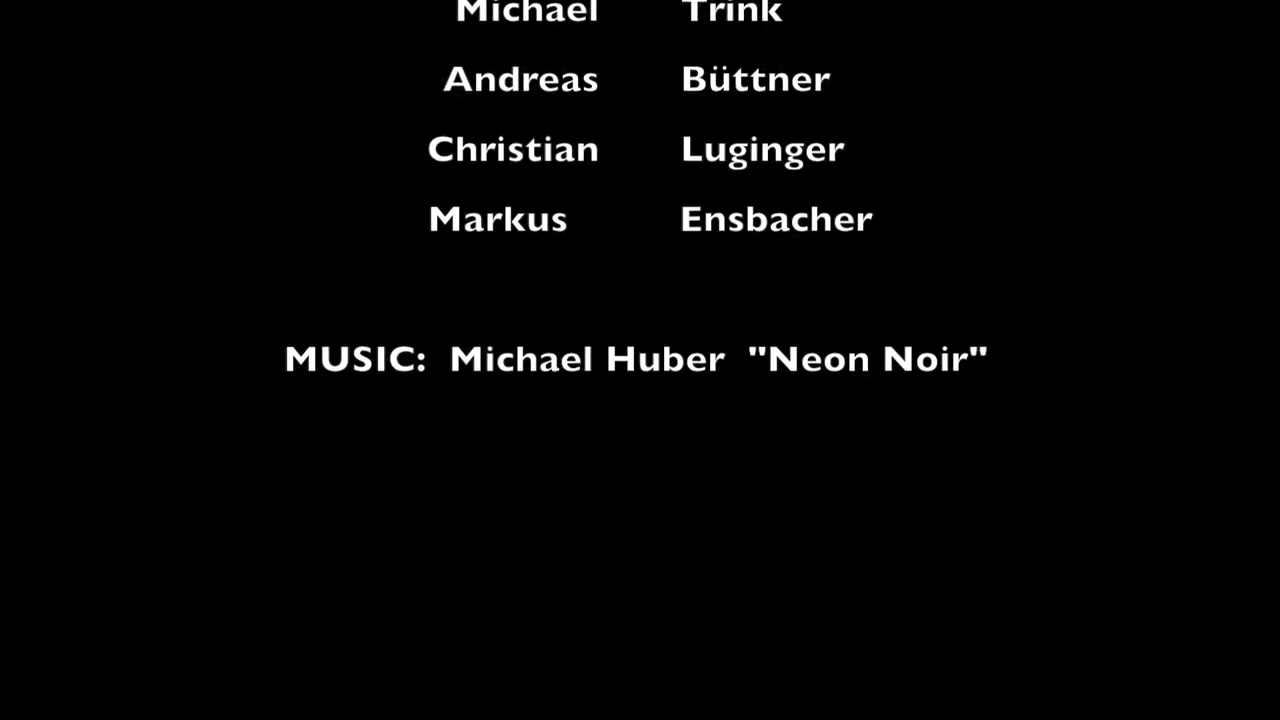 Michael Trink
Andreas Büttner
Christian Luginger
Markus Ensbacher
MUSIC: Michael Huber "Neon Noir"